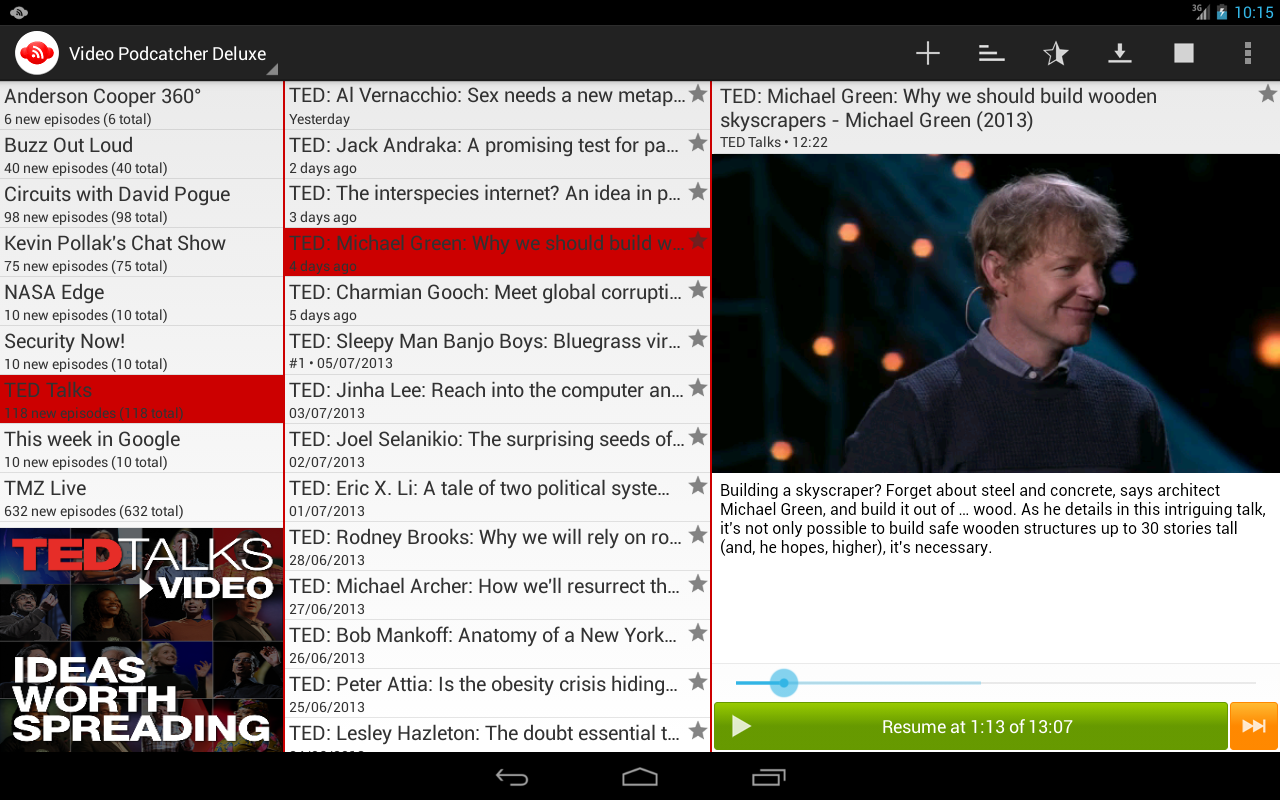 3G 10:15
Video Podcatcher Deluxe
Anderson Cooper 360°
6 new episodes (6 total)
Buzz Out Loud
40 new episodes (40 total)
Circuits with David Pogue
98 new episodes (98 total)
Kevin Pollak's Chat Show
75 new episodes (75 total)
NASA Edge
10 new episodes (10 total)
Security Now!
10 new episodes (10 total)
TED Talks
118 new episodes (118 total)
This week in Google
10 new episodes (10 total)
TMZ Live
632 new episodes (632 total)
TEDTALKS
VIDEO
IDEAS
WORTH
SPREADING
TED: Al Vernacchio: Sex needs a new metap…
Yesterday
TED: Jack Andraka: A promising test for pa…
2 days ago
TED: The interspecies internet? An idea in p…
3 days ago
TED: Michael Green: Why we should build w…
4 days ago
TED: Charmian Gooch: Meet global corrupti…
5 days ago
TED: Sleepy Man Banjo Boys: Bluegrass vir…
#1 • 05/07/2013
TED: Jinha Lee: Reach into the computer an…
03/07/2013
TED: Joel Selanikio: The surprising seeds of…
02/07/2013
TED: Eric X. Li: A tale of two political syste…
01/07/2013
TED: Rodney Brooks: Why we will rely on ro…
28/06/2013
TED: Michael Archer: How we'll resurrect th…
27/06/2013
TED: Bob Mankoff: Anatomy of a New York…
26/06/2013
TED: Peter Attia: Is the obesity crisis hiding…
25/06/2013
TED: Lesley Hazleton: The doubt essential t…
TED: Michael Green: Why we should build wooden
skyscrapers - Michael Green (2013)
TED Talks • 12:22
Building a skyscraper? Forget about steel and concrete, says architect
Michael Green, and build it out of … wood. As he details in this intriguing talk,
it's not only possible to build safe wooden structures up to 30 stories tall
(and, he hopes, higher), it's necessary.
Resume at 1:13 of 13:07